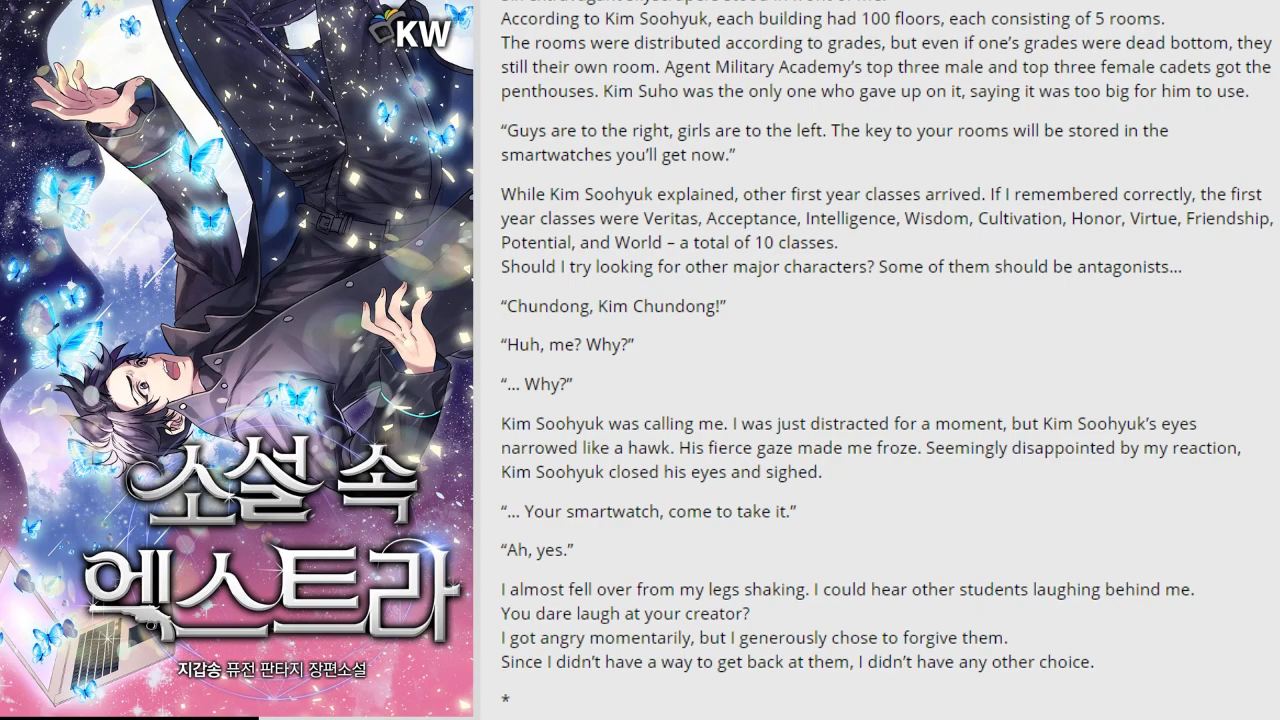 KW
소설 속
엑스트라
지갑송 퓨전 판타지 장편소설
According to Kim Soohyuk, each building had 100 floors, each consisting of 5 rooms.
The rooms were distributed according to grades, but even if one’s grades were dead bottom, they
still their own room. Agent Military Academy’s top three male and top three female cadets got the
penthouses. Kim Suho was the only one who gave up on it, saying it was too big for him to use.
“Guys are to the right, girls are to the left. The key to your rooms will be stored in the
smartwatches you’ll get now.”
While Kim Soohyuk explained, other first year classes arrived. If I remembered correctly, the first
year classes were Veritas, Acceptance, Intelligence, Wisdom, Cultivation, Honor, Virtue, Friendship,
Potential, and World – a total of 10 classes.
Should I try looking for other major characters? Some of them should be antagonists…
“Chundong, Kim Chundong!”
“Huh, me? Why?”
“… Why?”
Kim Soohyuk was calling me. I was just distracted for a moment, but Kim Soohyuk’s eyes
narrowed like a hawk. His fierce gaze made me froze. Seemingly disappointed by my reaction,
Kim Soohyuk closed his eyes and sighed.
“… Your smartwatch, come to take it.”
“Ah, yes.”
I almost fell over from my legs shaking. I could hear other students laughing behind me.
You dare laugh at your creator?
I got angry momentarily, but I generously chose to forgive them.
Since I didn’t have a way to get back at them, I didn’t have any other choice.
*